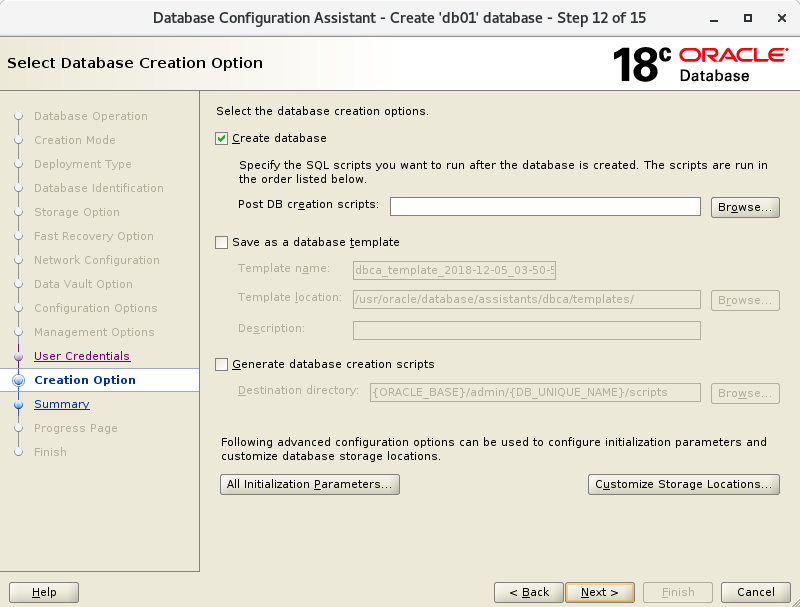 Database Configuration Assistant - Create 'db01' database - Step 12 of 15
Select Database Creation Option
18c ORACLE
Database
Database Operation
Creation Mode
Deployment Type
Database Identification
Storage Option
Fast Recovery Option
Network Configuration
Data Vault Option
Configuration Options
Management Options
User Credentials
Creation Option
Summary
Progress Page
Finish
Select the database creation options.
Create database
Specify the SQL scripts you want to run after the database is created. The scripts are run in
the order listed below.
Post DB creation scripts: Browse...
Save as a database template
Template name: dbca_template_2018-12-05_03-50-5
Template location: /usr/oracle/database/assistants/dbca/templates/ Browse...
Description:
Generate database creation scripts
Destination directory: {ORACLE_BASE}/admin/{DB_UNIQUE_NAME}/scripts Browse...
Following advanced configuration options can be used to configure initialization parameters and
customize database storage locations.
All Initialization Parameters... Customize Storage Locations...
Help < Back Next > Finish Cancel